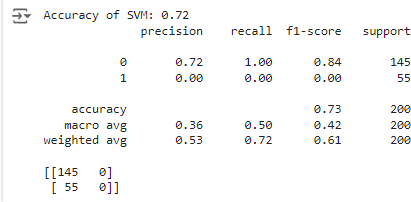 Accuracy of SVM: 0.72
precision recall f1-score support
0 0.72 1.00 0.84 145
1 0.00 0.00 0.00 55
accuracy 0.73 200
macro avg 0.36 0.50 0.42 200
weighted avg 0.53 0.72 0.61 200
[[145 0]
[ 55 0]]